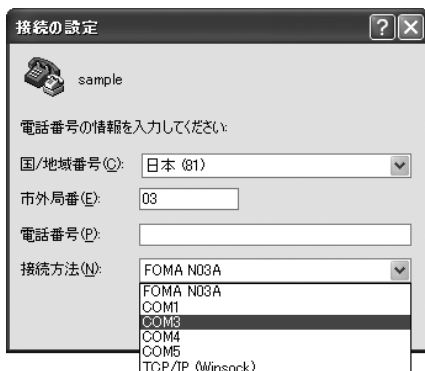 接続の設定
sample
電話番号の情報を入力してください:
国/地域番号(C): 日本 (81)
市外局番(E): 03
電話番号(P):
接続方法(N): FOMA N03A
FOMA N03A
COM1
COM3
COM4
COM5
TCP/IP (Winsock)